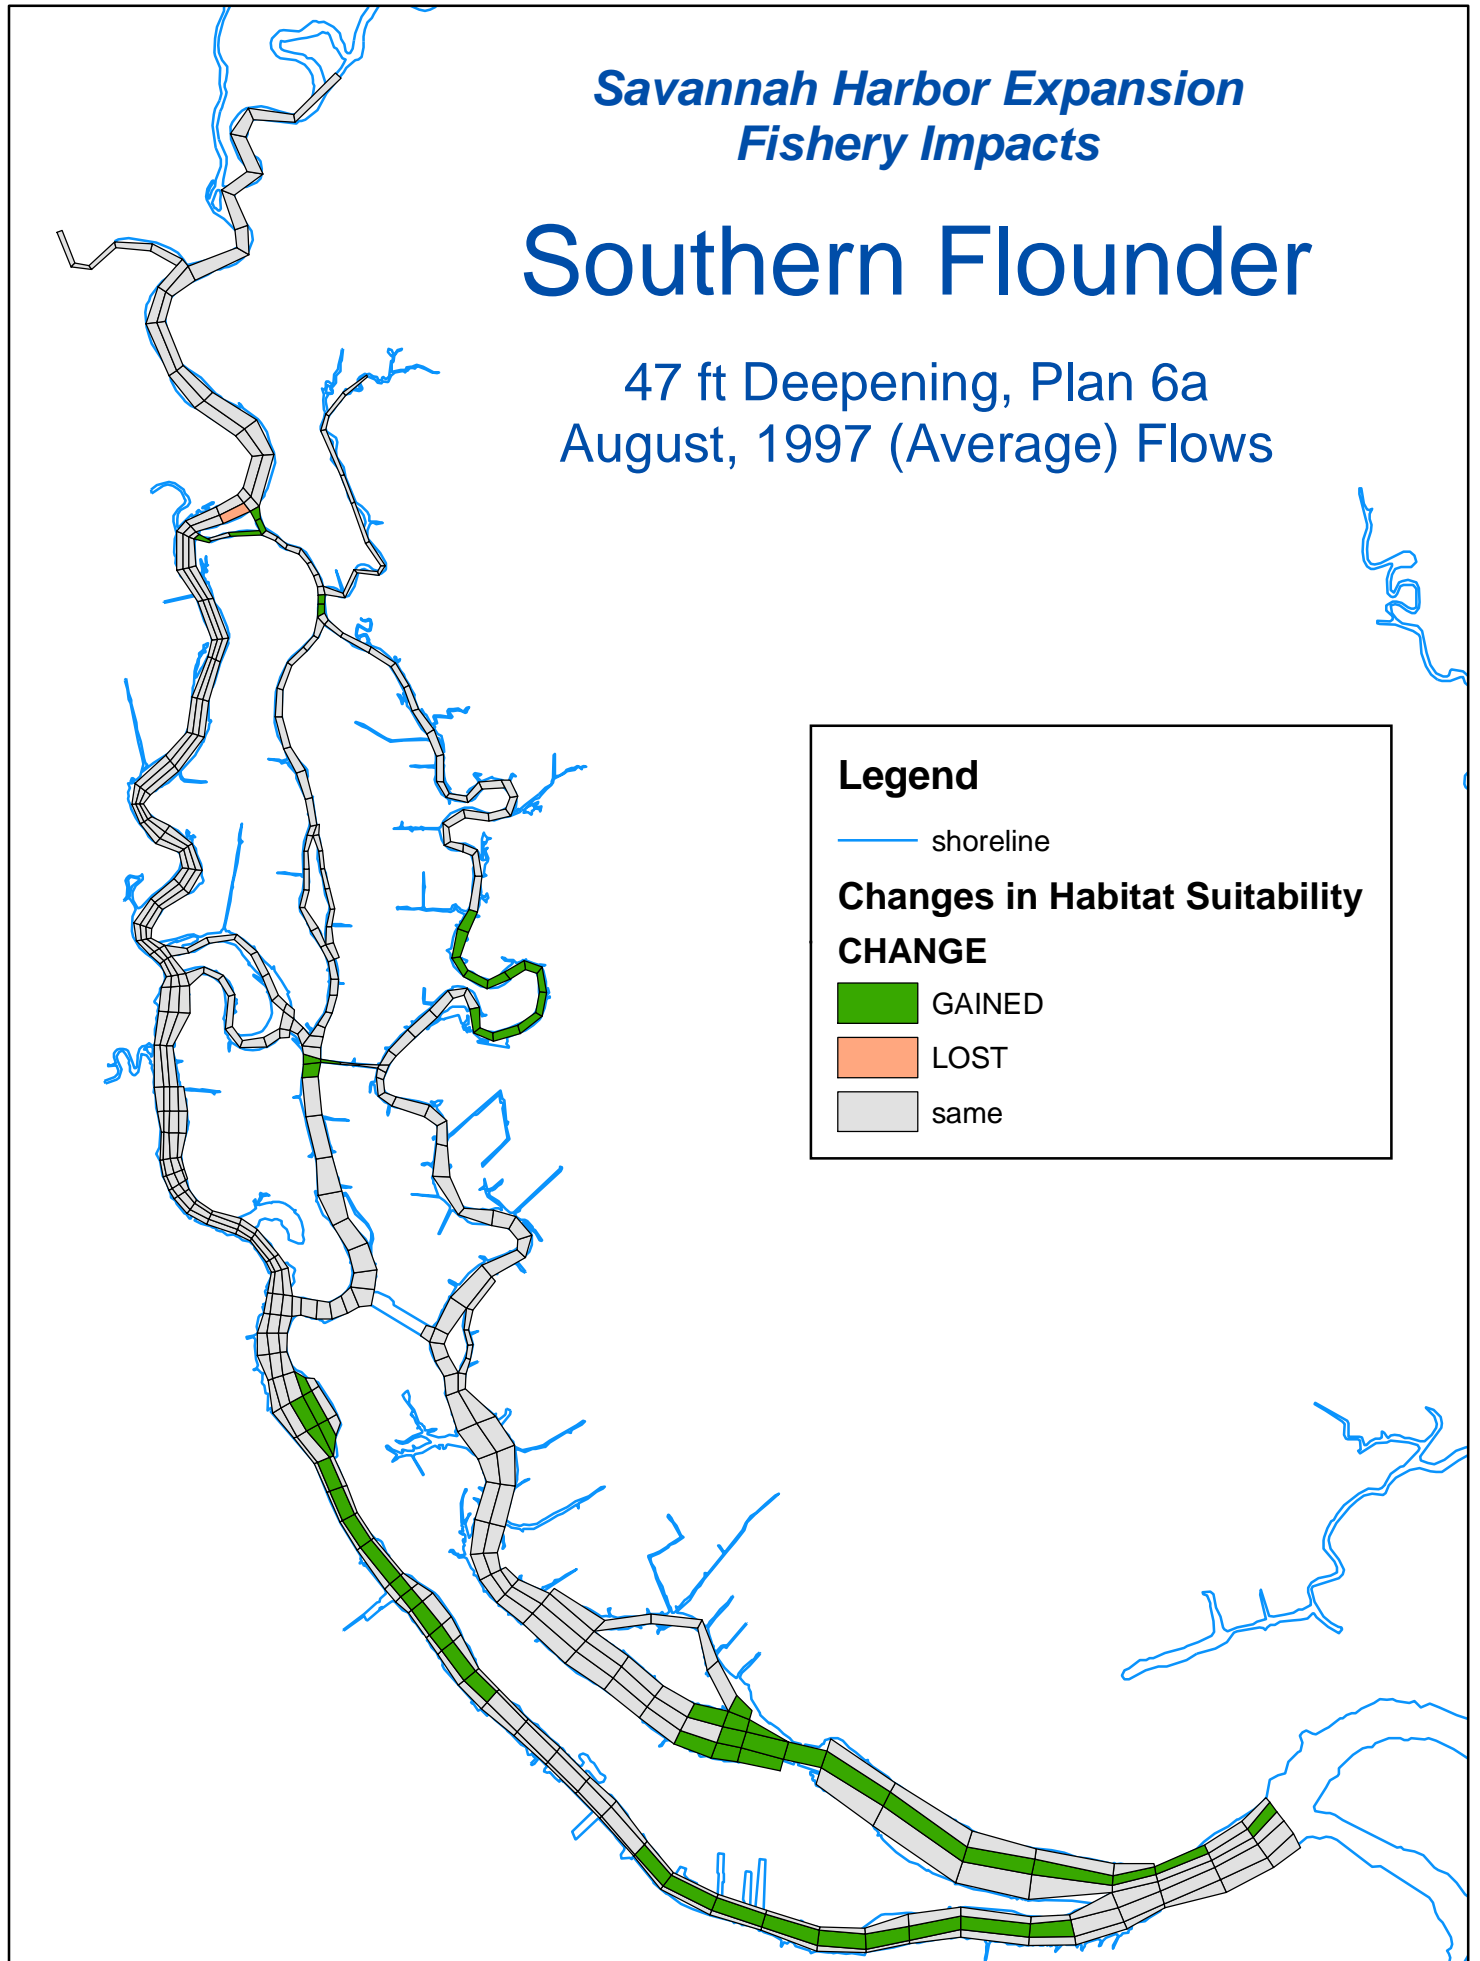 Savannah Harbor Expansion
Fishery Impacts
Southern Flounder
47 ft Deepening, Plan 6a
August, 1997 (Average) Flows
Legend
shoreline
Changes in Habitat Suitability
CHANGE
GAINED
LOST
same